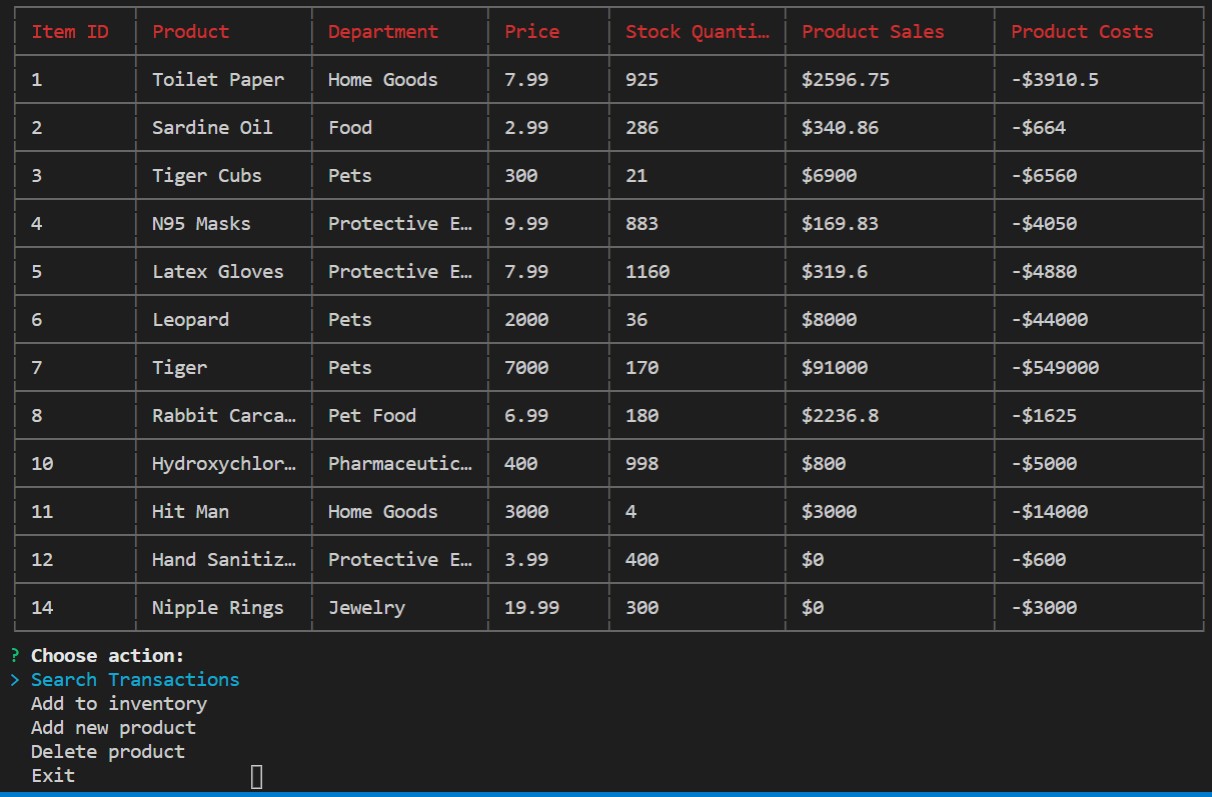 Item ID Product Department Price Stock Quanti… Product Sales Product Costs
1 Toilet Paper Home Goods 7.99 925 $2596.75 -$3910.5
2 Sardine Oil Food 2.99 286 $340.86 -$664
3 Tiger Cubs Pets 300 21 $6900 -$6560
4 N95 Masks Protective E… 9.99 883 $169.83 -$4050
5 Latex Gloves Protective E… 7.99 1160 $319.6 -$4880
6 Leopard Pets 2000 36 $8000 -$44000
7 Tiger Pets 7000 170 $91000 -$549000
8 Rabbit Carca… Pet Food 6.99 180 $2236.8 -$1625
10 Hydroxychlor… Pharmaceutic… 400 998 $800 -$5000
11 Hit Man Home Goods 3000 4 $3000 -$14000
12 Hand Sanitiz… Protective E… 3.99 400 $0 -$600
14 Nipple Rings Jewelry 19.99 300 $0 -$3000
? Choose action:
> Search Transactions
Add to inventory
Add new product
Delete product
Exit